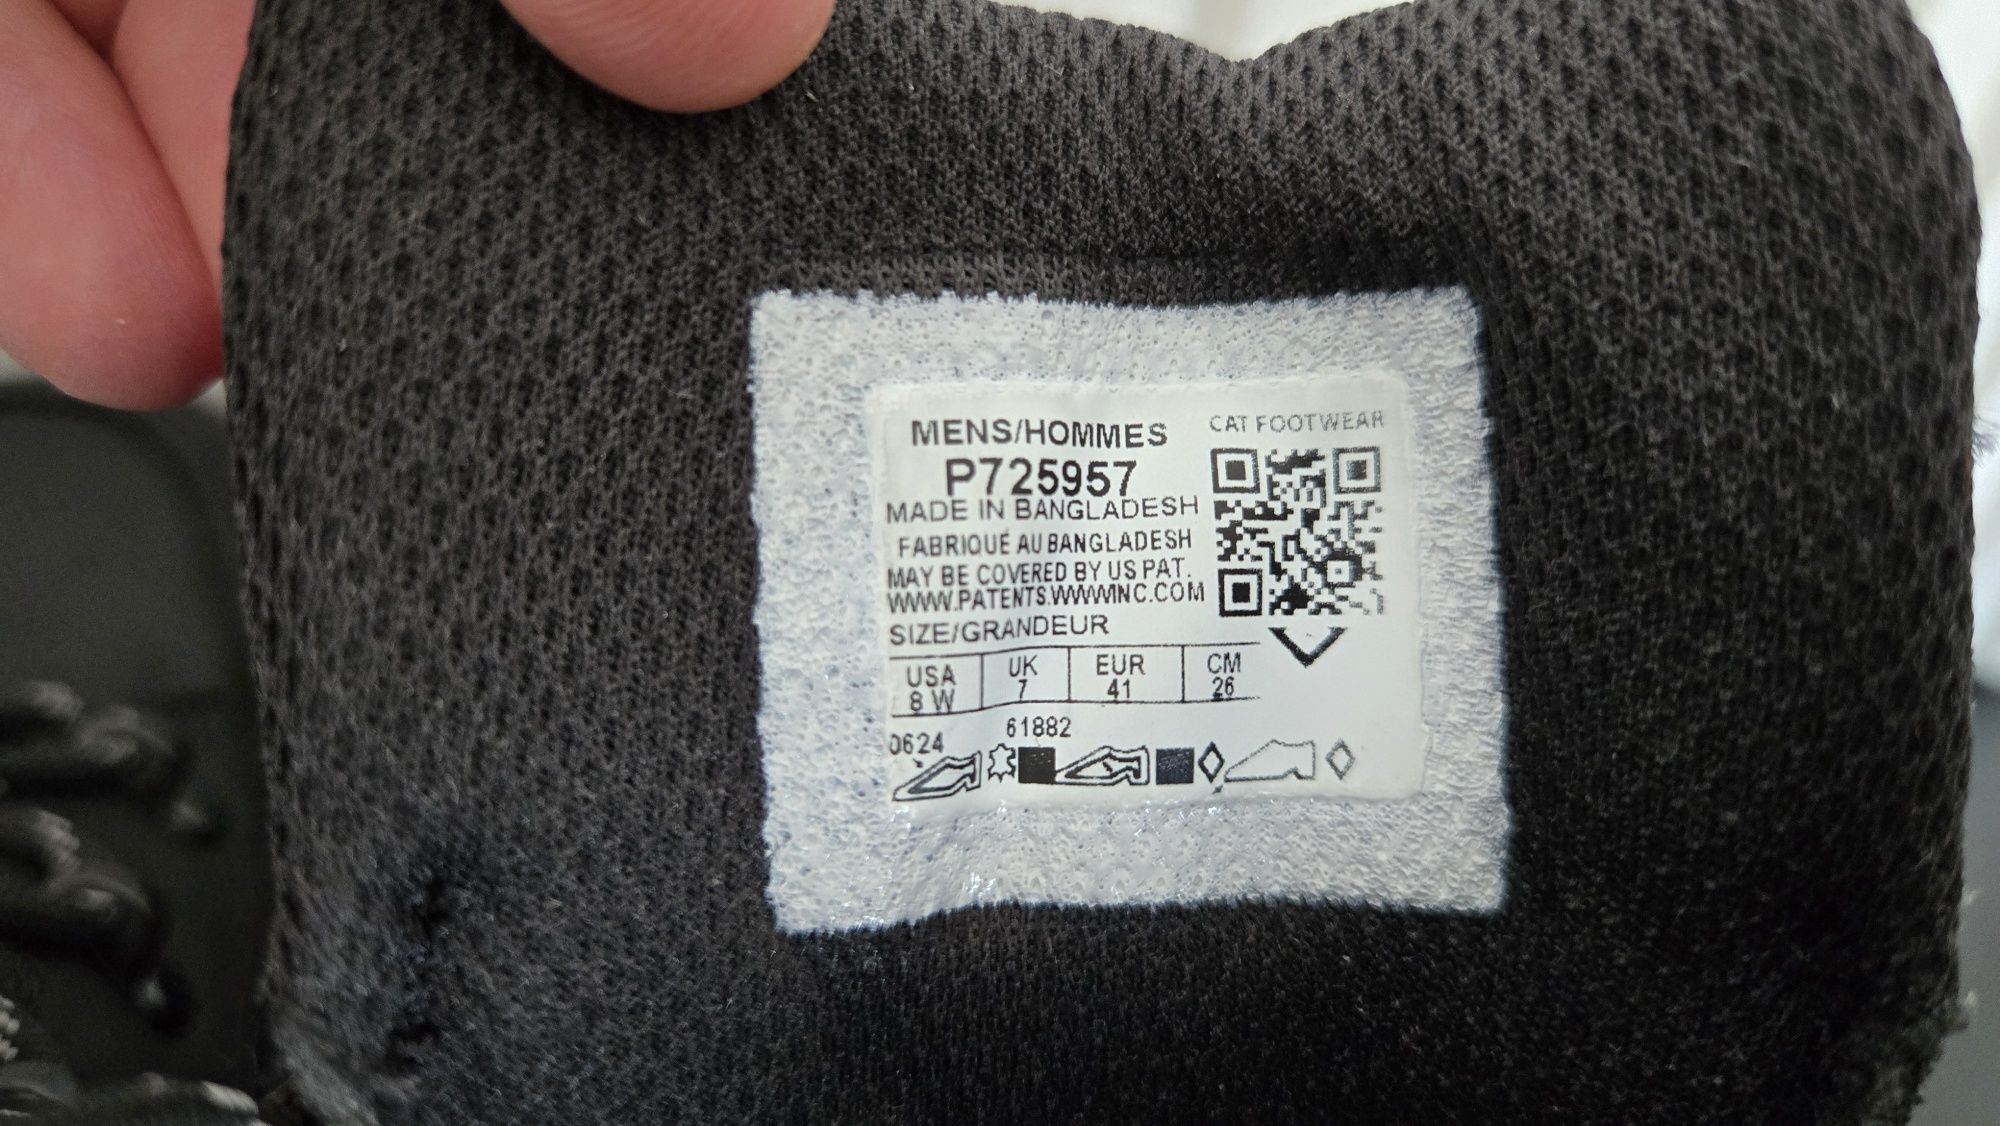 MENS/HOMMES
CAT FOOTWEAR
P725957
MADE IN BANGLADESH
FABRIQUÉ AU BANGLADESH
MAY BE COVERED BY US PAT.
WWW.PATENTS.WWWINC.COM
SIZE/GRANDEUR
USA UK EUR CM
8 W 7 41 26
0624 61882